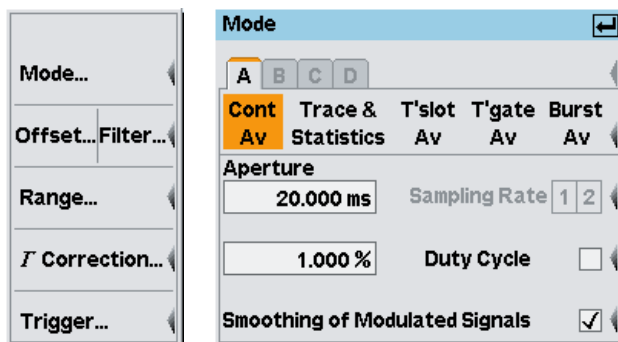 Mode...
Offset... Filter...
Range...
Γ Correction...
Trigger...
Mode
A B C D
Cont Av Trace & Statistics T'slot Av T'gate Av Burst Av
Aperture
20.000 ms Sampling Rate 1 2
1.000 % Duty Cycle
Smoothing of Modulated Signals